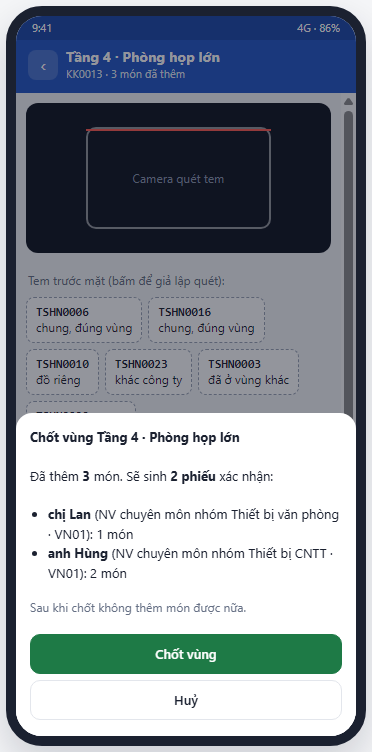 9:41
4G · 86%
‹
Tầng 4 · Phòng họp lớn
KK0013 · 3 món đã thêm
Camera quét tem
Tem trước mặt (bấm để giả lập quét):
TSHN0006
chung, đúng vùng
TSHN0016
chung, đúng vùng
TSHN0010
đồ riêng
TSHN0023
khác công ty
TSHN0003
đã ở vùng khác
Chốt vùng Tầng 4 · Phòng họp lớn
Đã thêm 3 món. Sẽ sinh 2 phiếu xác nhận:
• chị Lan (NV chuyên môn nhóm Thiết bị văn phòng
· VN01): 1 món
• anh Hùng (NV chuyên môn nhóm Thiết bị CNTT ·
VN01): 2 món
Sau khi chốt không thêm món được nữa.
Chốt vùng
Huỷ